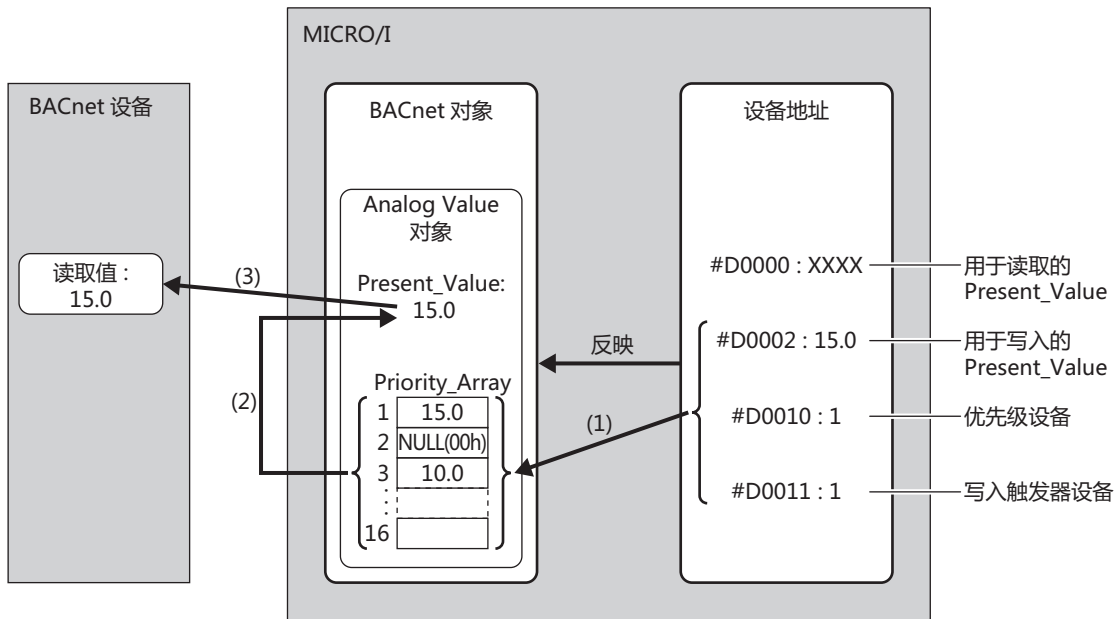 MICRO/I
BACnet 设备
BACnet 对象
设备地址
Analog Value
对象
读取值 :
15.0
(3)
Present_Value:
15.0
#D0000 : XXXX
用于读取的
Present_Value
反映
#D0002 : 15.0
用于写入的
Present_Value
(2)
Priority_Array
1 15.0
2 NULL(00h)
3 10.0
:
16
(1)
#D0010 : 1
优先级设备
#D0011 : 1
写入触发器设备